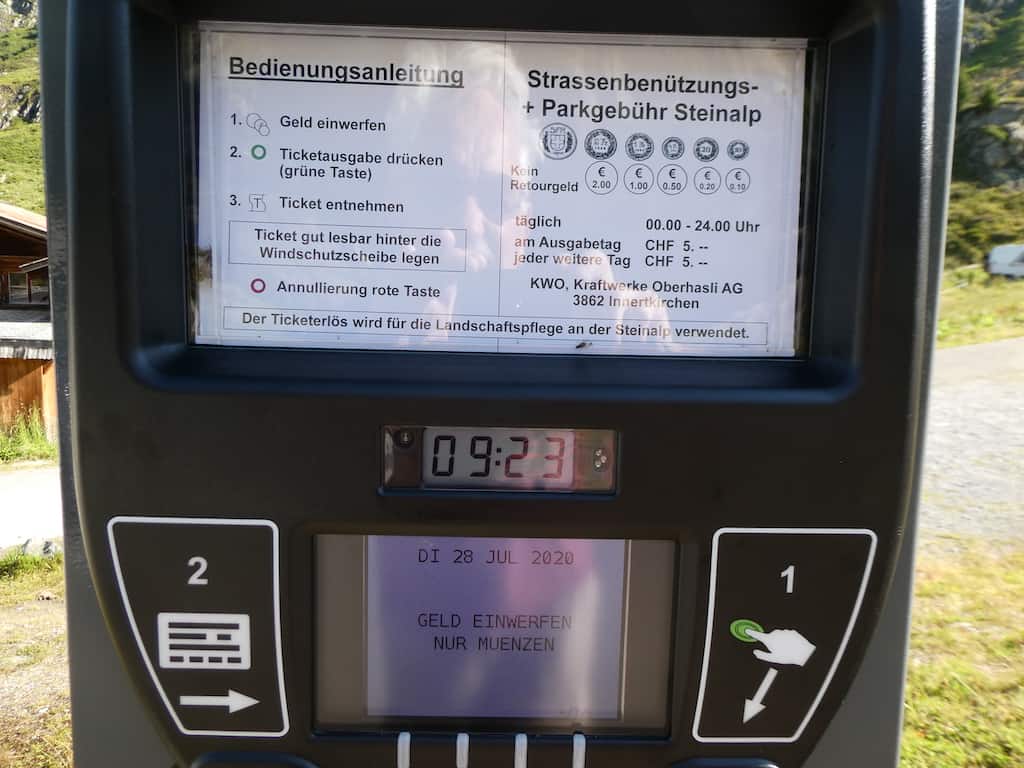 Bedienungsanleitung
1. Geld einwerfen
2. Ticketausgabe drücken
(grüne Taste)
3. T Ticket entnehmen
Ticket gut lesbar hinter die
Windschutzscheibe legen
Annullierung rote Taste
Strassenbenützungs-
+ Parkgebühr Steinalp
Kein
Retourgeld
€ 2.00 € 1.00 € 0.50 € 0.20 € 0.10
täglich 00.00 - 24.00 Uhr
am Ausgabetag CHF 5. --
jeder weitere Tag CHF 5. --
KWO, Kraftwerke Oberhasli AG
3862 Innertkirchen
Der Ticketerlös wird für die Landschaftspflege an der Steinalp verwendet.
09:23
DI 28 JUL 2020
GELD EINWERFEN
NUR MUENZEN
2
1